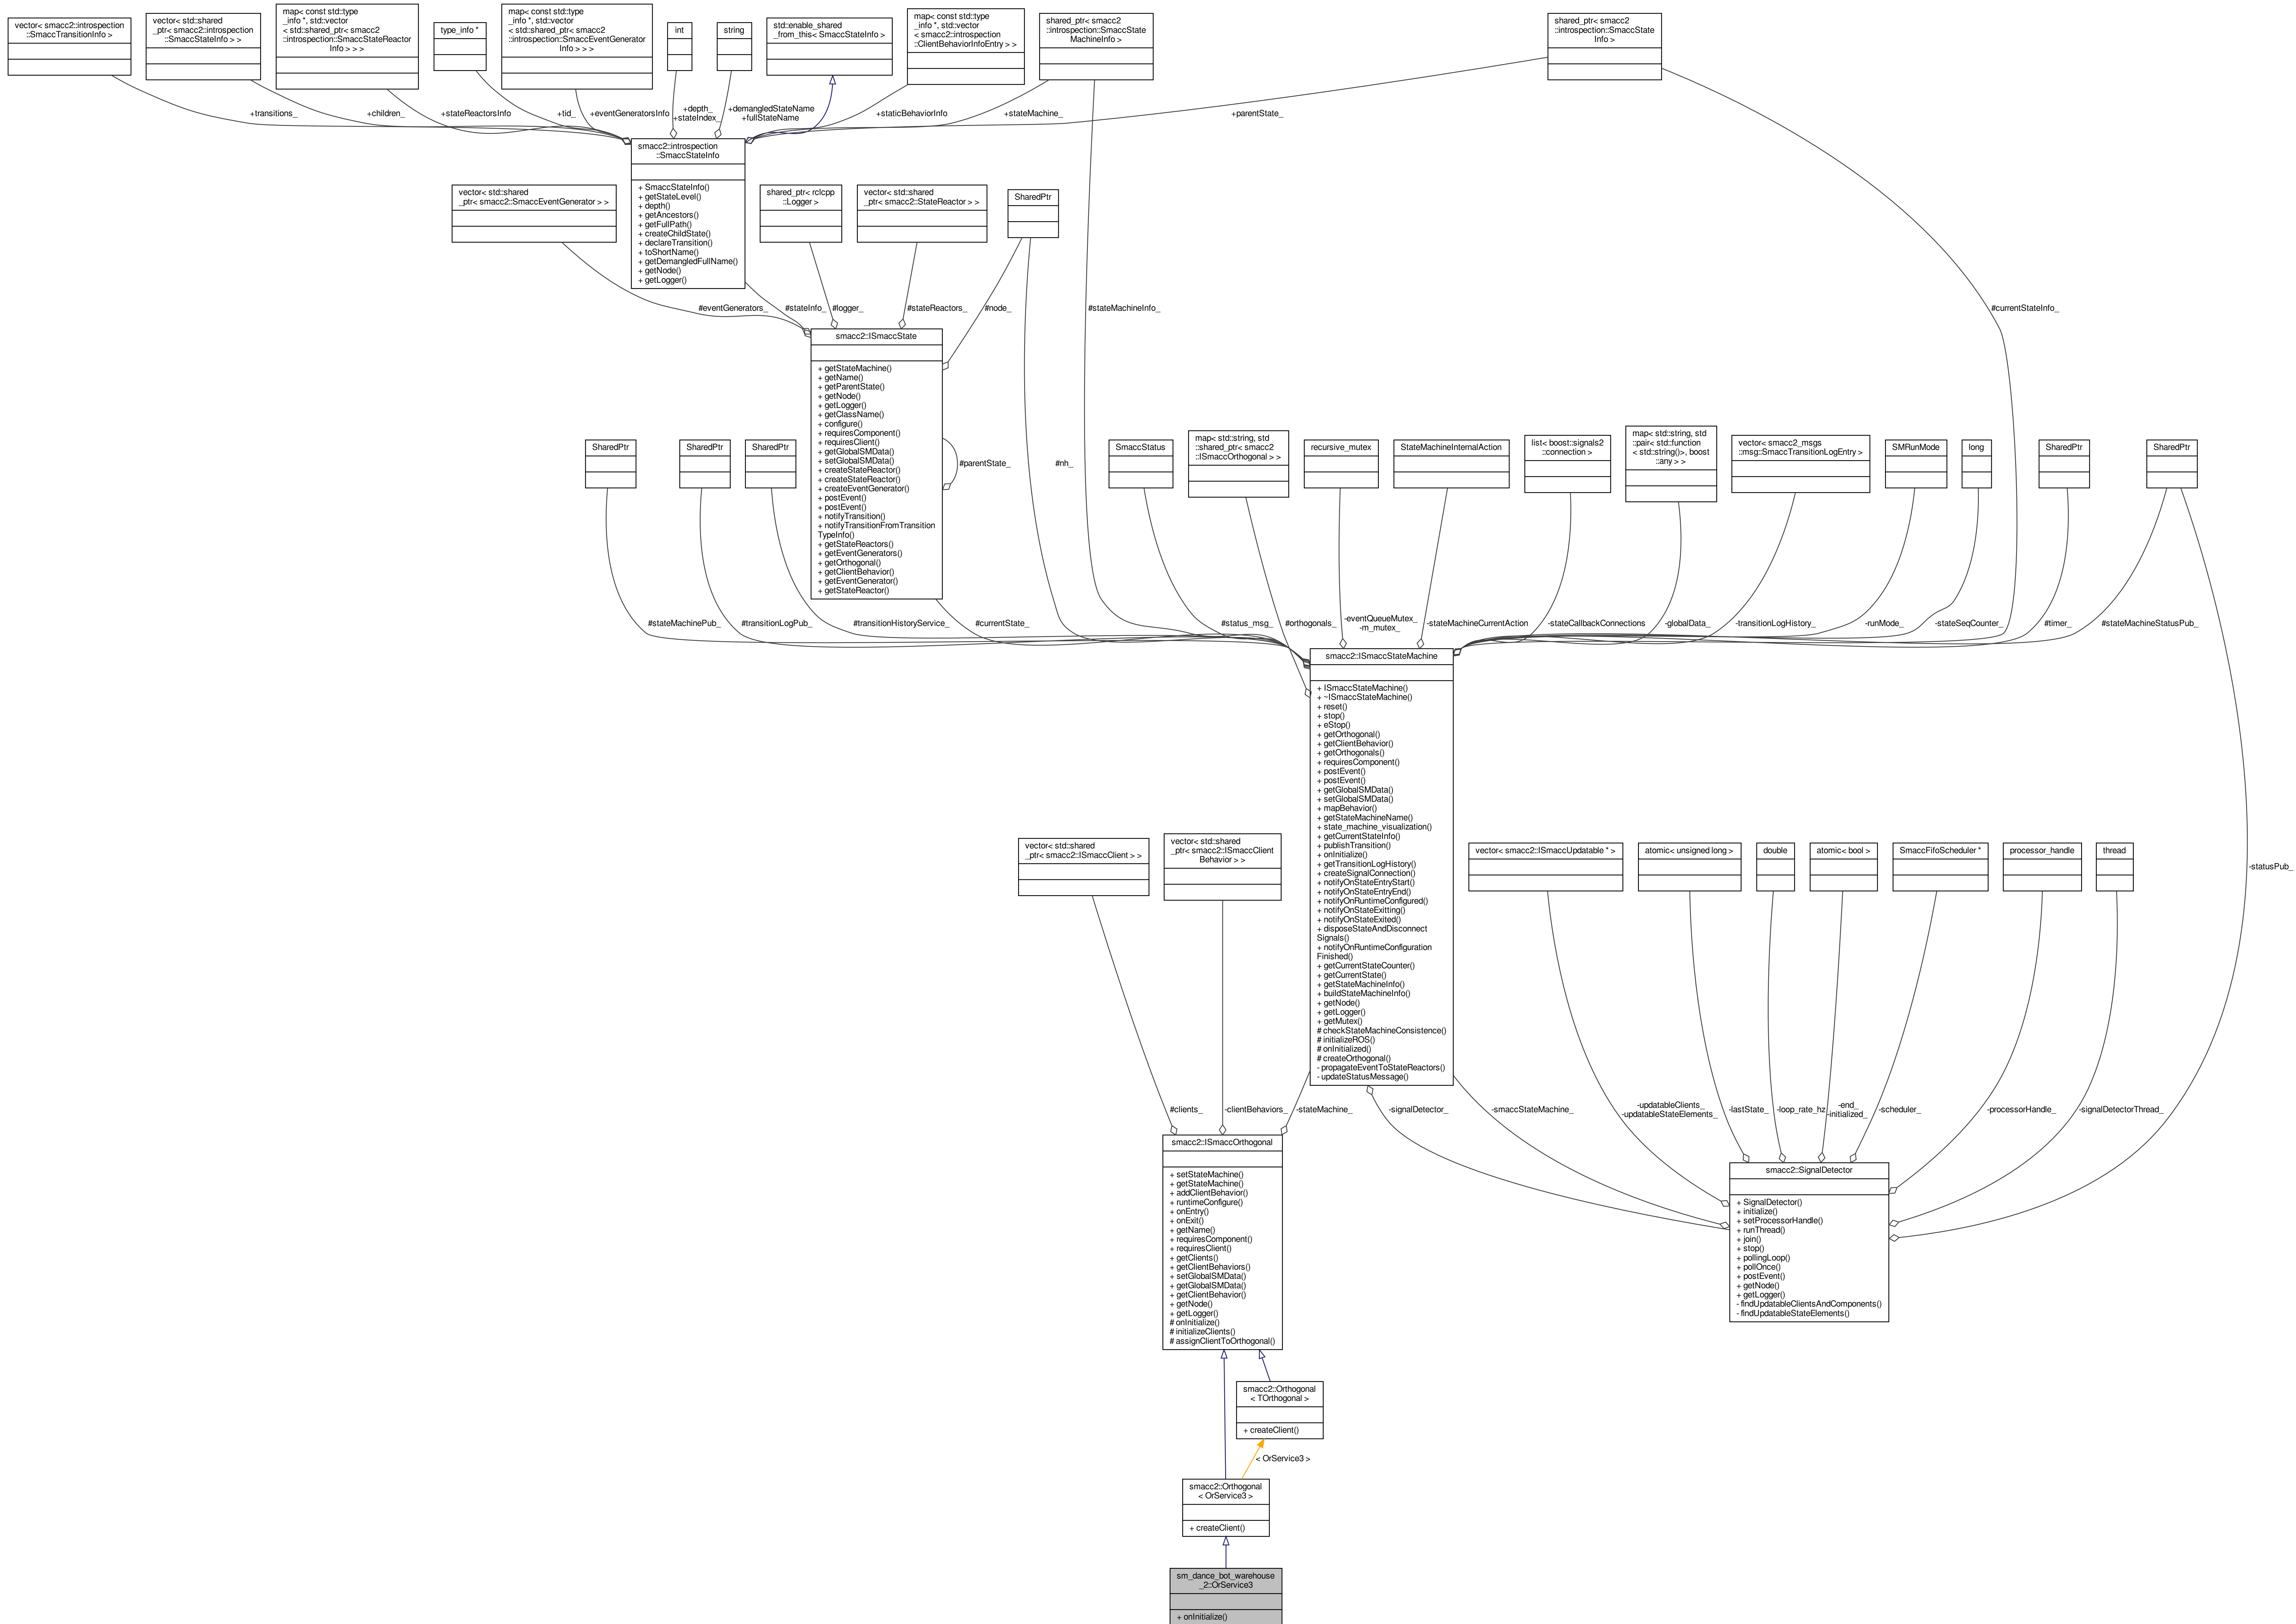 vector< smacc2::introspection
::SmaccTransitionInfo >
vector< std::shared
_ptr< smacc2::introspection
::SmaccStateInfo > >
map< const std::type
_info *, std::vector
< std::shared_ptr< smacc2
::introspection::SmaccStateReactor
Info > > >
type_info *
map< const std::type
_info *, std::vector
< std::shared_ptr< smacc2
::introspection::SmaccEventGenerator
Info > > >
int
string
std::enable_shared
_from_this< SmaccStateInfo >
map< const std::type
_info *, std::vector
< smacc2::introspection
::ClientBehaviorInfoEntry > >
shared_ptr< smacc2
::introspection::SmaccState
MachineInfo >
shared_ptr< smacc2
::introspection::SmaccState
Info >
+transitions_
+children_
+stateReactorsInfo
+tid_
+eventGeneratorsInfo
+depth_
+stateIndex_
+demangledStateName
+fullStateName
+staticBehaviorInfo
+stateMachine_
+parentState_
smacc2::introspection
::SmaccStateInfo
+ SmaccStateInfo()
+ getStateLevel()
+ depth()
+ getAncestors()
+ getFullPath()
+ createChildState()
+ declareTransition()
+ toShortName()
+ getDemangledFullName()
+ getNode()
+ getLogger()
vector< std::shared
_ptr< smacc2::SmaccEventGenerator > >
shared_ptr< rclcpp
::Logger >
vector< std::shared
_ptr< smacc2::StateReactor > >
SharedPtr
#eventGenerators_
#stateInfo_
#logger_
#stateReactors_
#node_
#stateMachineInfo_
#currentStateInfo_
smacc2::ISmaccState
+ getStateMachine()
+ getName()
+ getParentState()
+ getNode()
+ getLogger()
+ getClassName()
+ configure()
+ requiresComponent()
+ requiresClient()
+ getGlobalSMData()
+ setGlobalSMData()
+ createStateReactor()
+ createStateReactor()
+ createEventGenerator()
+ postEvent()
+ postEvent()
+ notifyTransition()
+ notifyTransitionFromTransition
TypeInfo()
+ getStateReactors()
+ getEventGenerators()
+ getOrthogonal()
+ getClientBehavior()
+ getEventGenerator()
+ getStateReactor()
#parentState_
#nh_
SharedPtr
SharedPtr
SharedPtr
SmaccStatus
map< std::string, std
::shared_ptr< smacc2
::ISmaccOrthogonal > >
recursive_mutex
StateMachineInternalAction
list< boost::signals2
::connection >
map< std::string, std
::pair< std::function
< std::string()>, boost
::any > >
vector< smacc2_msgs
::msg::SmaccTransitionLogEntry >
SMRunMode
long
SharedPtr
SharedPtr
#stateMachinePub_
#transitionLogPub_
#transitionHistoryService_
#currentState_
#status_msg_
#orthogonals_
-eventQueueMutex_
-m_mutex_
-stateMachineCurrentAction
-stateCallbackConnections
-globalData_
-transitionLogHistory_
-runMode_
-stateSeqCounter_
#timer_
#stateMachineStatusPub_
smacc2::ISmaccStateMachine
+ ISmaccStateMachine()
+ ~ISmaccStateMachine()
+ reset()
+ stop()
+ eStop()
+ getOrthogonal()
+ getClientBehavior()
+ getOrthogonals()
+ requiresComponent()
+ postEvent()
+ postEvent()
+ getGlobalSMData()
+ setGlobalSMData()
+ mapBehavior()
+ getStateMachineName()
+ state_machine_visualization()
+ getCurrentStateInfo()
+ publishTransition()
+ onInitialize()
+ getTransitionLogHistory()
+ createSignalConnection()
+ notifyOnStateEntryStart()
+ notifyOnStateEntryEnd()
+ notifyOnRuntimeConfigured()
+ notifyOnStateExitting()
+ notifyOnStateExited()
+ disposeStateAndDisconnect
Signals()
+ notifyOnRuntimeConfiguration
Finished()
+ getCurrentStateCounter()
+ getCurrentState()
+ getStateMachineInfo()
+ buildStateMachineInfo()
+ getNode()
+ getLogger()
+ getMutex()
# checkStateMachineConsistence()
# initializeROS()
# onInitialized()
# createOrthogonal()
- propagateEventToStateReactors()
- updateStatusMessage()
vector< std::shared
_ptr< smacc2::ISmaccClient > >
vector< std::shared
_ptr< smacc2::ISmaccClient
Behavior > >
vector< smacc2::ISmaccUpdatable * >
atomic< unsigned long >
double
atomic< bool >
SmaccFifoScheduler *
processor_handle
thread
-statusPub_
#clients_
-clientBehaviors_
-stateMachine_
-signalDetector_
-smaccStateMachine_
-updatableClients_
-updatableStateElements_
-lastState_
-loop_rate_hz
-end_
-initialized_
-scheduler_
-processorHandle_
-signalDetectorThread_
smacc2::ISmaccOrthogonal
+ setStateMachine()
+ getStateMachine()
+ addClientBehavior()
+ runtimeConfigure()
+ onEntry()
+ onExit()
+ getName()
+ requiresComponent()
+ requiresClient()
+ getClients()
+ getClientBehaviors()
+ setGlobalSMData()
+ getGlobalSMData()
+ getClientBehavior()
+ getNode()
+ getLogger()
# onInitialize()
# initializeClients()
# assignClientToOrthogonal()
smacc2::SignalDetector
+ SignalDetector()
+ initialize()
+ setProcessorHandle()
+ runThread()
+ join()
+ stop()
+ pollingLoop()
+ pollOnce()
+ postEvent()
+ getNode()
+ getLogger()
- findUpdatableClientsAndComponents()
- findUpdatableStateElements()
smacc2::Orthogonal
< TOrthogonal >
+ createClient()
< OrService3 >
smacc2::Orthogonal
< OrService3 >
+ createClient()
sm_dance_bot_warehouse
_2::OrService3
+ onInitialize()